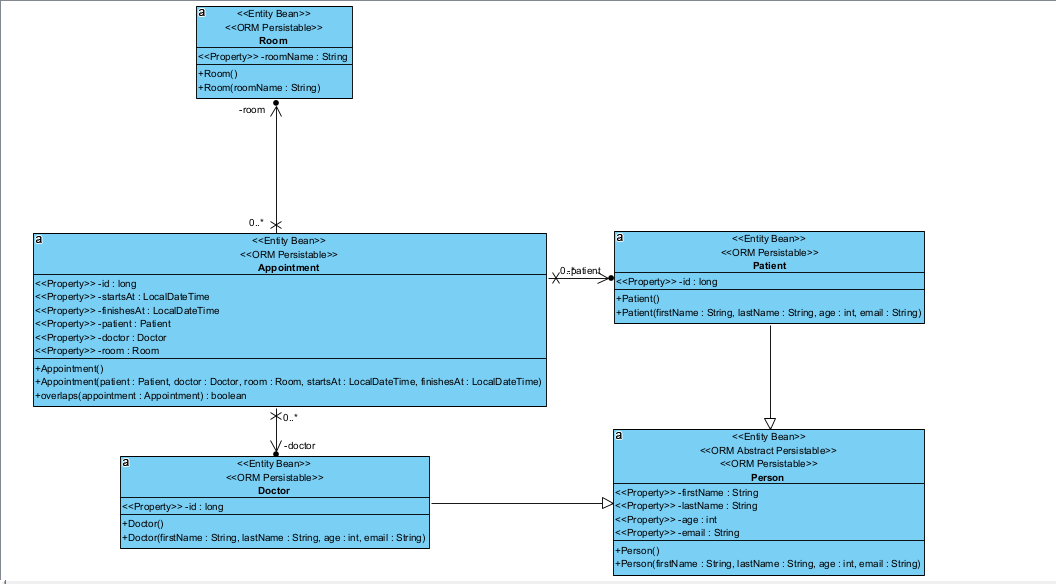 a
<<Entity Bean>>
<<ORM Persistable>>
Room
<<Property>> -roomName : String
+Room()
+Room(roomName : String)
-room
0..*
a
<<Entity Bean>>
<<ORM Persistable>>
Appointment
<<Property>> -id : long
<<Property>> -startsAt : LocalDateTime
<<Property>> -finishesAt : LocalDateTime
<<Property>> -patient : Patient
<<Property>> -doctor : Doctor
<<Property>> -room : Room
+Appointment()
+Appointment(patient : Patient, doctor : Doctor, room : Room, startsAt : LocalDateTime, finishesAt : LocalDateTime)
+overlaps(appointment : Appointment) : boolean
0..*
-patient
a
<<Entity Bean>>
<<ORM Persistable>>
Patient
<<Property>> -id : long
+Patient()
+Patient(firstName : String, lastName : String, age : int, email : String)
0..*
-doctor
a
<<Entity Bean>>
<<ORM Persistable>>
Doctor
<<Property>> -id : long
+Doctor()
+Doctor(firstName : String, lastName : String, age : int, email : String)
a
<<Entity Bean>>
<<ORM Abstract Persistable>>
<<ORM Persistable>>
Person
<<Property>> -firstName : String
<<Property>> -lastName : String
<<Property>> -age : int
<<Property>> -email : String
+Person()
+Person(firstName : String, lastName : String, age : int, email : String)